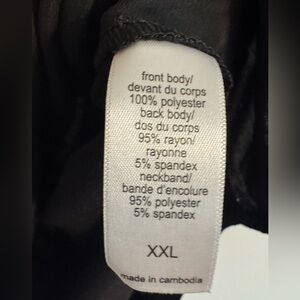 front body/
devant du corps
100% polyester
back body/
dos du corps
95% rayon/
rayonne
5% spandex
neckband/
bande d'encolure
95% polyester
5% spandex
XXL
made in cambodia